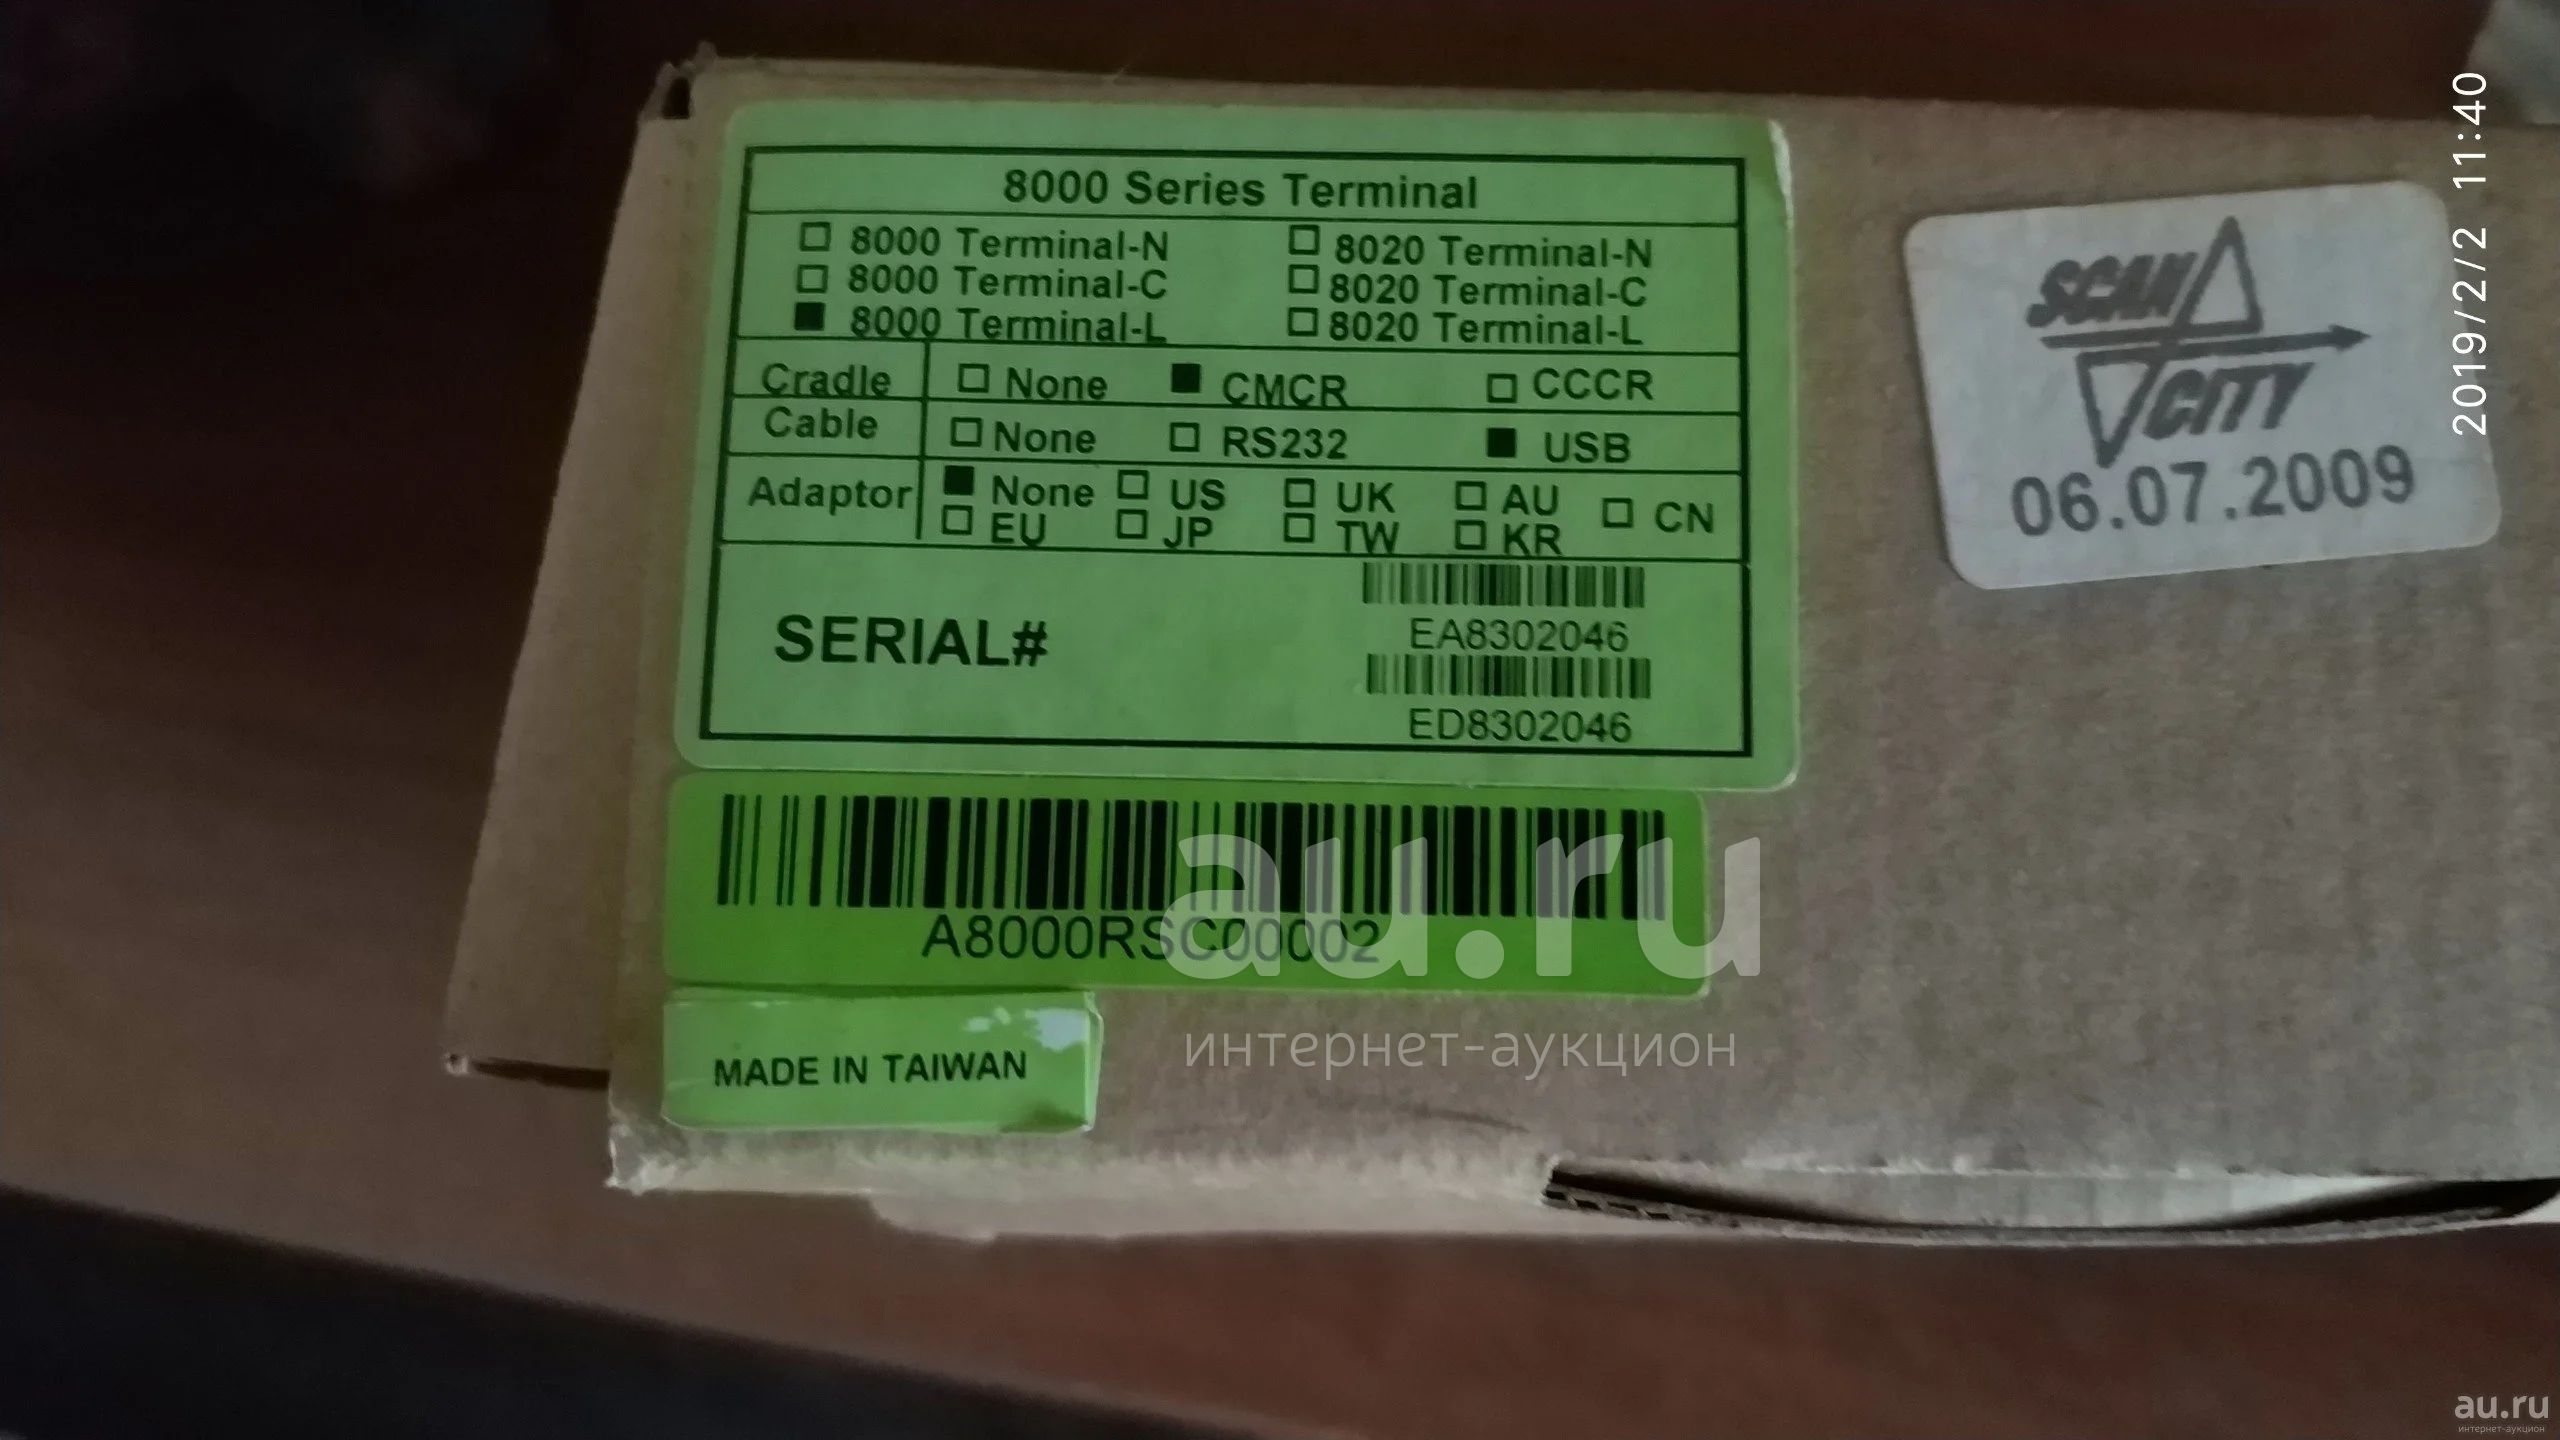 8000 Series Terminal
☐ 8000 Terminal-N ☐ 8020 Terminal-N
☐ 8000 Terminal-C ☐ 8020 Terminal-C
■ 8000 Terminal-L ☐ 8020 Terminal-L
Cradle ☐ None ■ CMCR ☐ CCCR
Cable ☐ None ☐ RS232 ■ USB
Adaptor ■ None ☐ US ☐ UK ☐ AU ☐ CN
☐ EU ☐ JP ☐ TW ☐ KR
SERIAL#
EA8302046
ED8302046
A8000RSC00002
MADE IN TAIWAN
SCAN
CITY
06.07.2009
2019/2/2 11:40
au.ru
интернет-аукцион
au.ru
интернет-аукцион